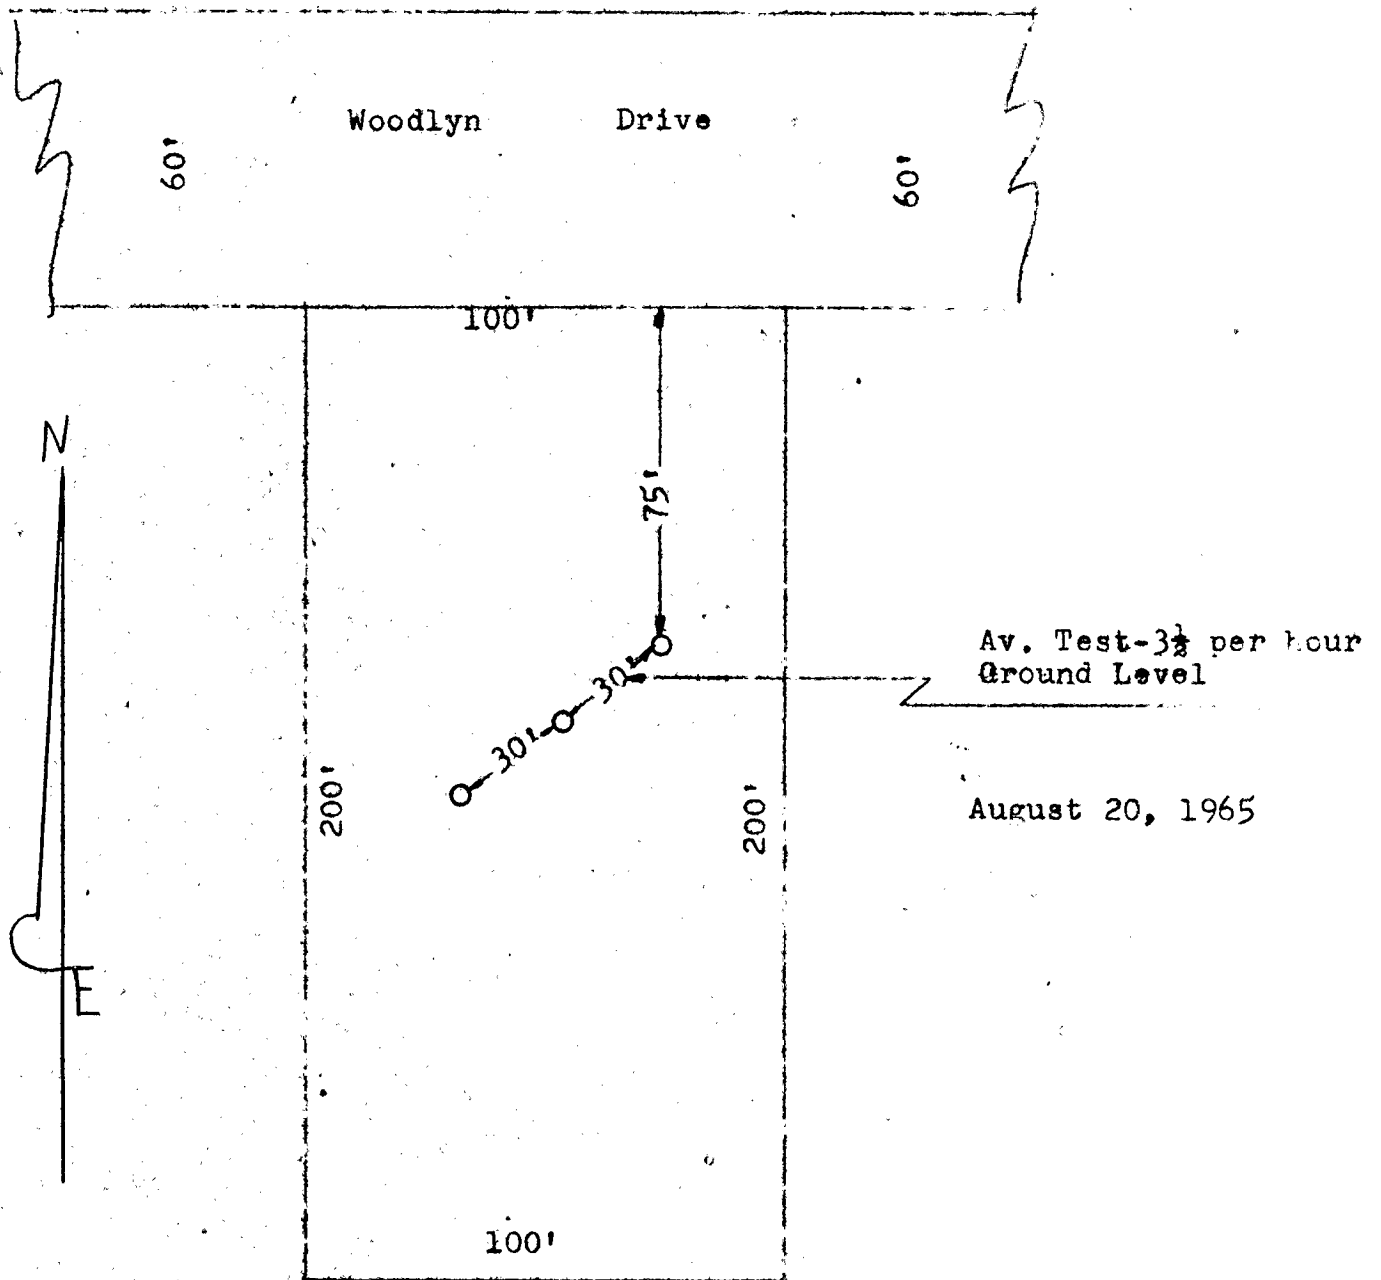 Woodlyn Drive
60'
60'
100'
N
75'
Av. Test-3½ per hour
Ground Level
30'
30'
200'
200'
August 20, 1965
E
100'